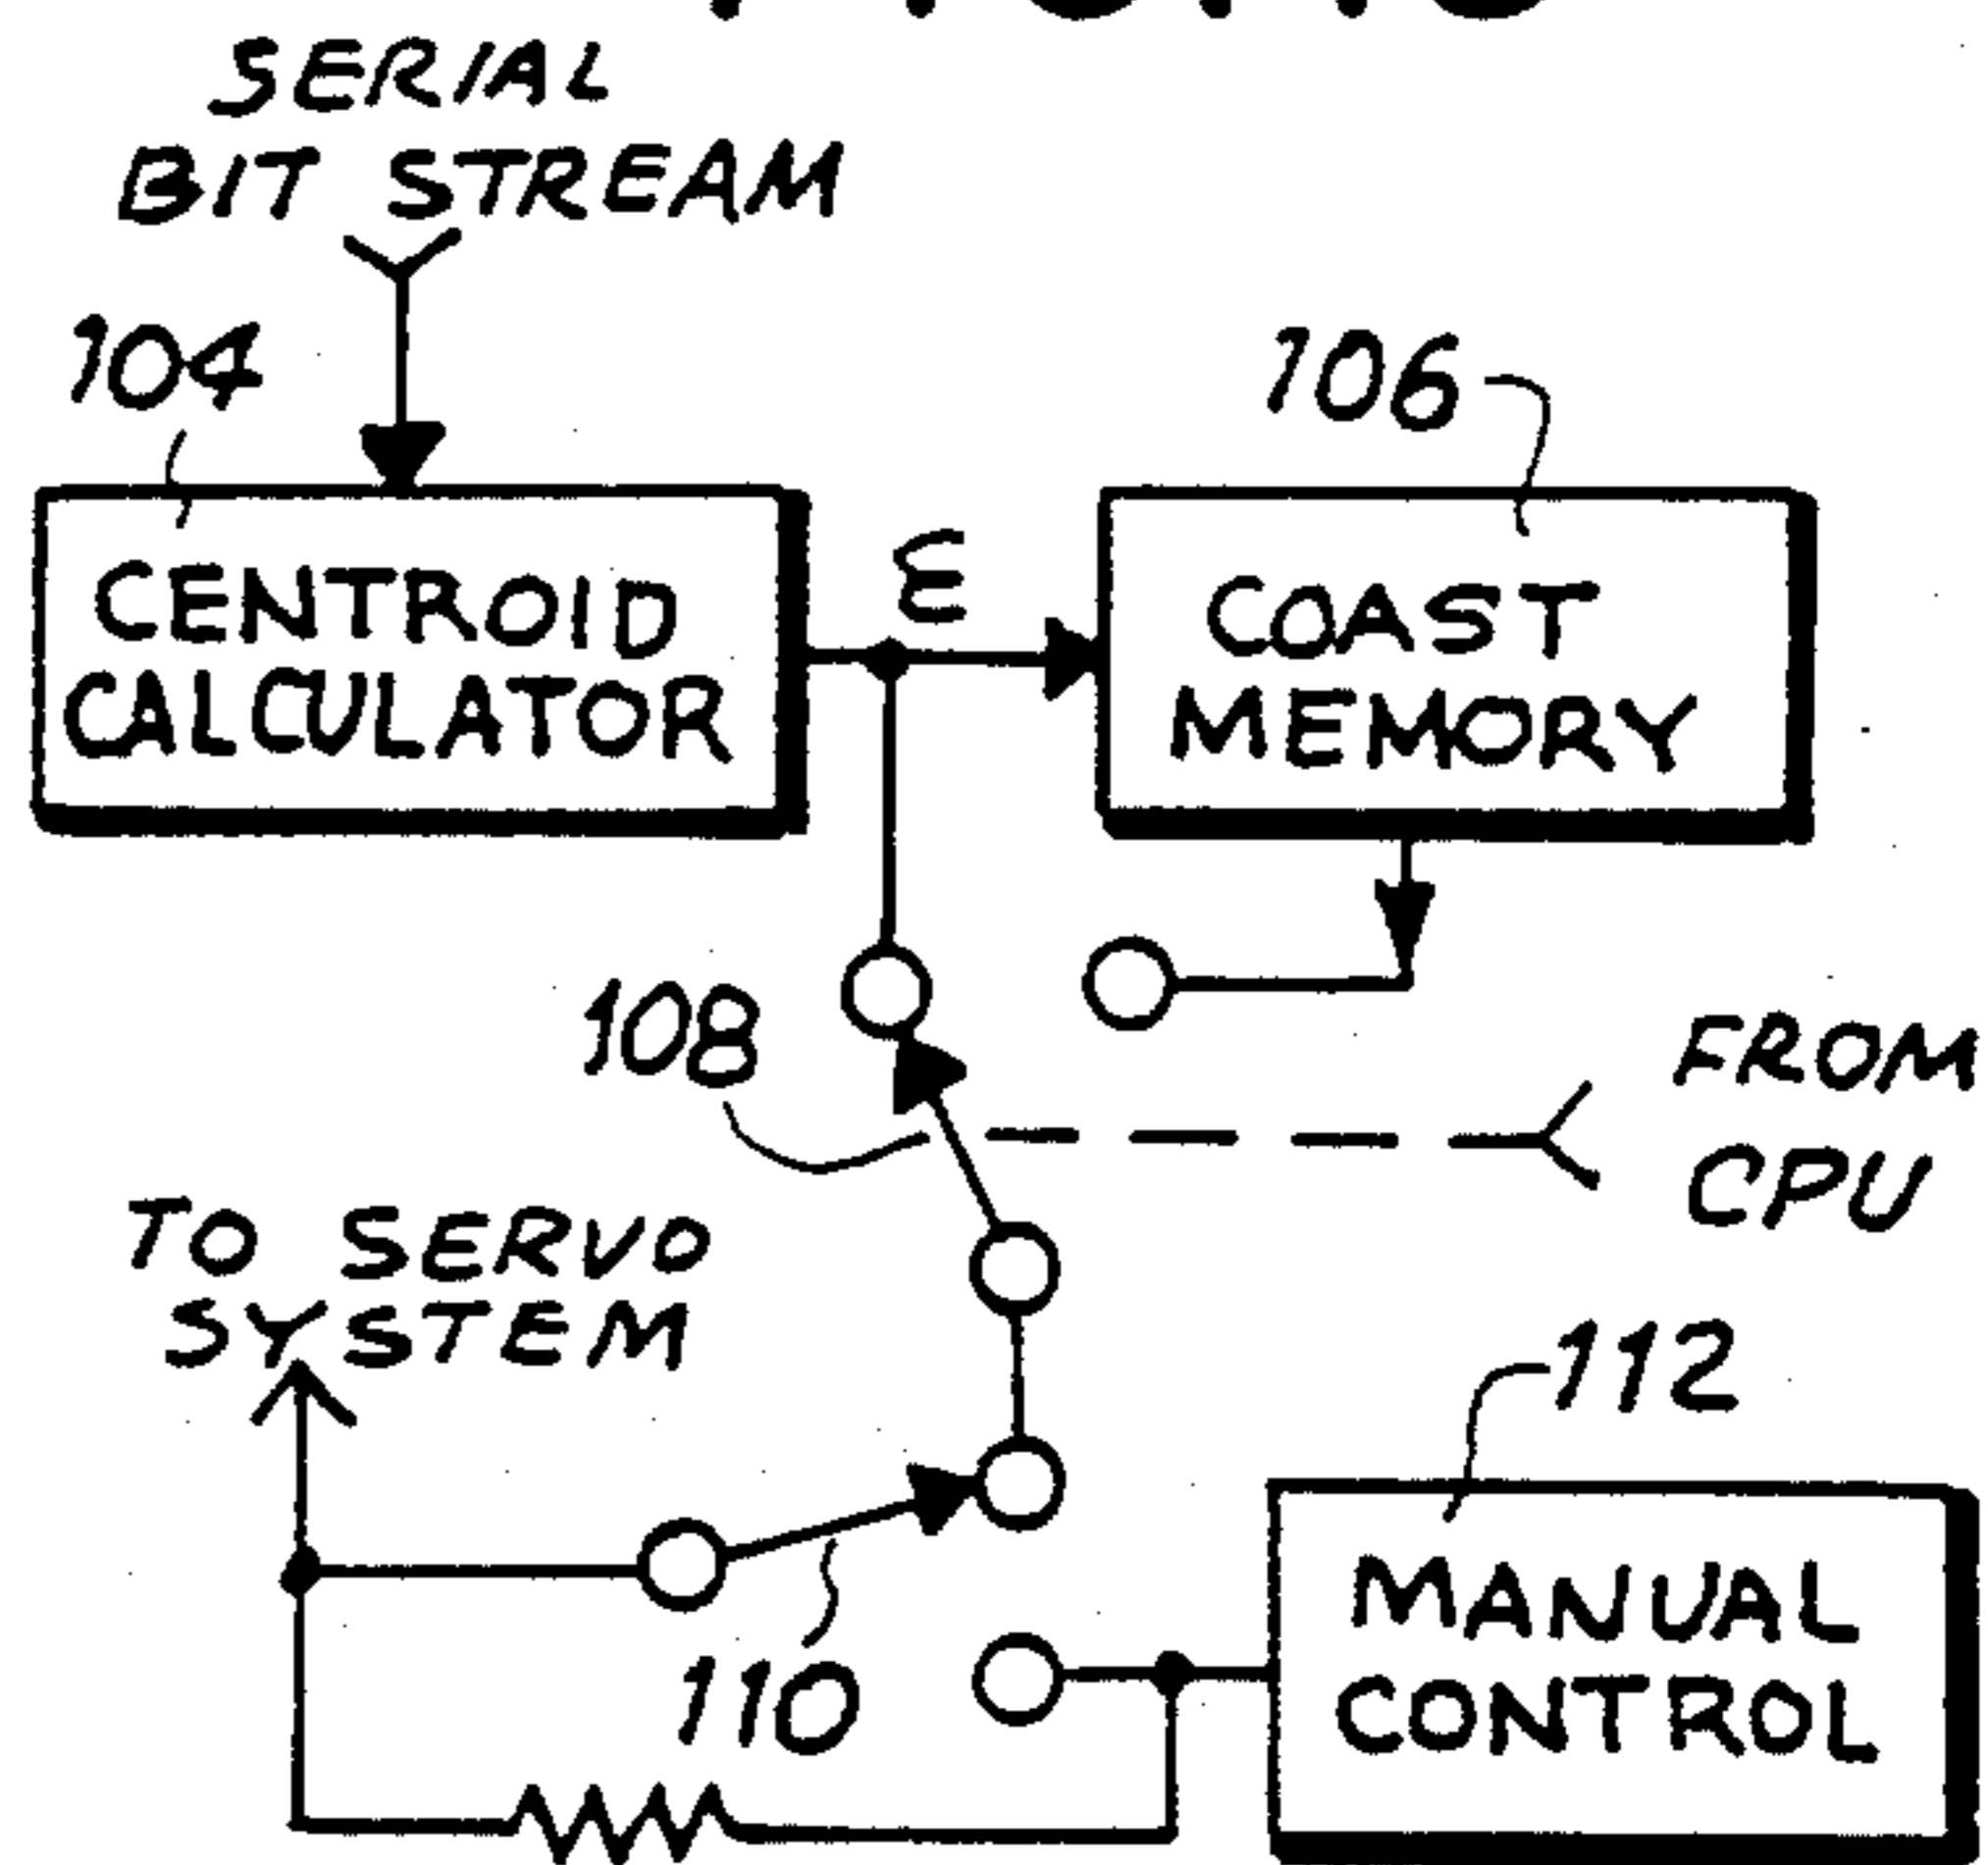 SERIAL
BIT STREAM
104
106
CENTROID
CALCULATOR
ε
COAST
MEMORY
108
FROM
CPU
TO SERVO
SYSTEM
112
110
MANUAL
CONTROL